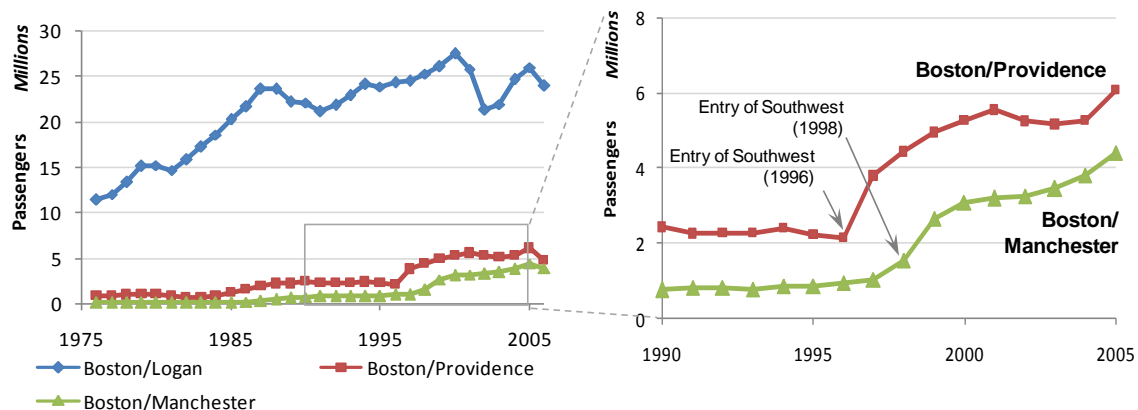 Millions
Passengers
30
25
20
15
10
5
0
1975
1985
1995
2005
Boston/Logan
Boston/Providence
Boston/Manchester
Millions
Passengers
8
6
4
2
0
1990
1995
2000
2005
Boston/Providence
Entry of Southwest
(1998)
Entry of Southwest
(1996)
Boston/
Manchester